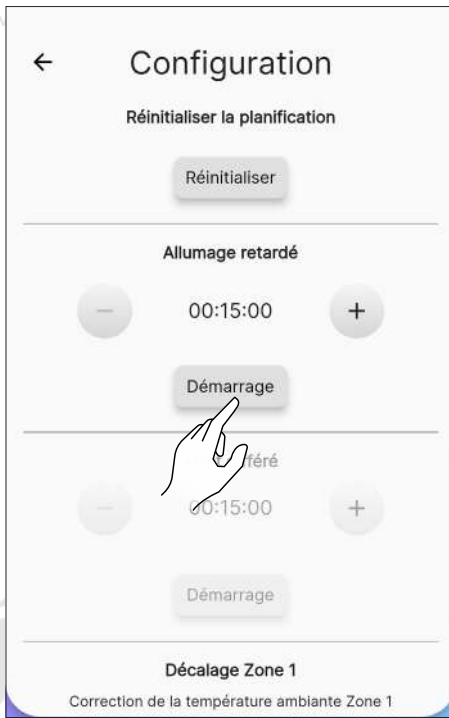 Configuration
Réinitialiser la planification
Réinitialiser
Allumage retardé
00:15:00
Démarrage
féré
00:15:00
Démarrage
Décalage Zone 1
Correction de la température ambiante Zone 1